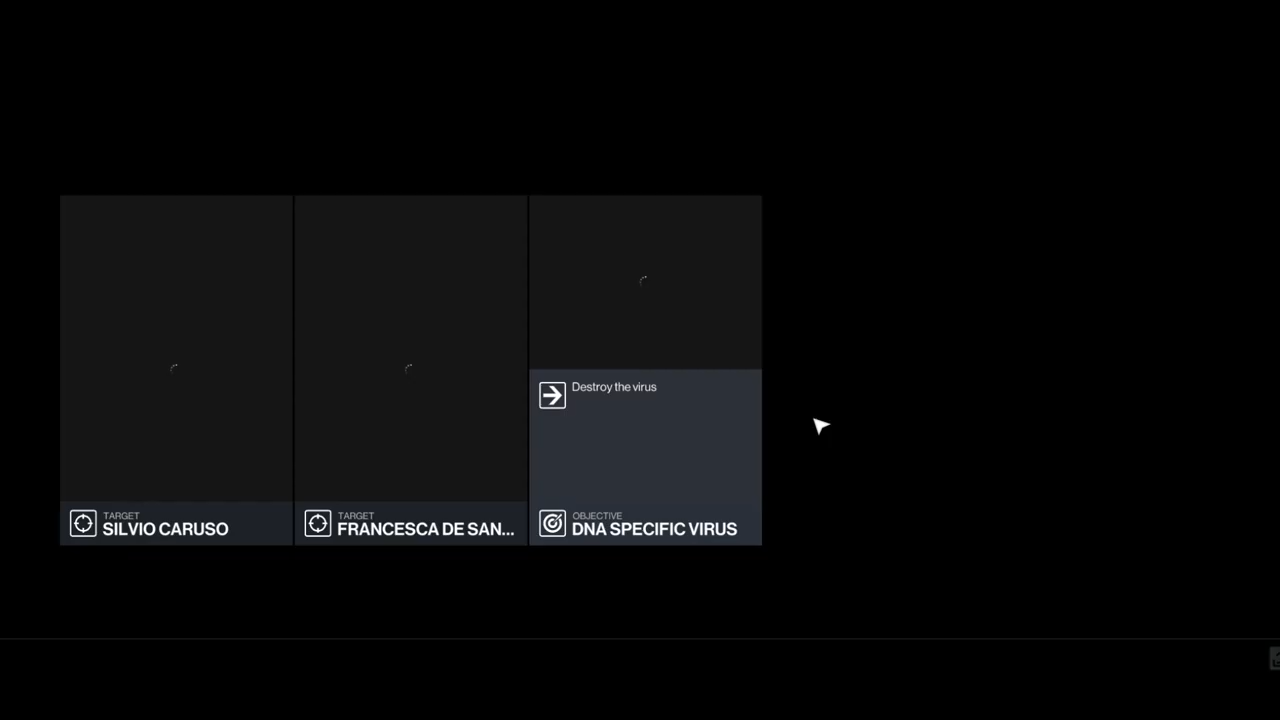 Destroy the virus
TARGET
SILVIO CARUSO
TARGET
FRANCESCA DE SAN...
OBJECTIVE
DNA SPECIFIC VIRUS